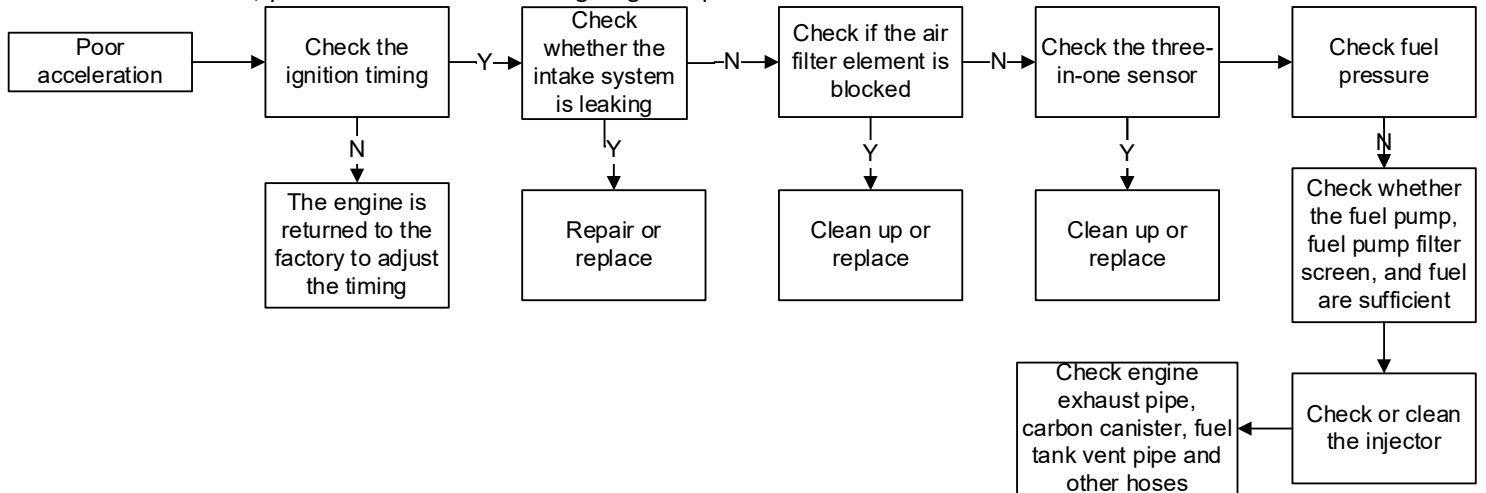 Poor
acceleration
Check the
ignition timing
Y
Check
whether the
intake system
is leaking
N
Check if the air
filter element is
blocked
N
Check the three-
in-one sensor
Check fuel
pressure
N
The engine is
returned to the
factory to adjust
the timing
Y
Repair or
replace
Y
Clean up or
replace
Y
Clean up or
replace
N
Check whether
the fuel pump,
fuel pump filter
screen, and fuel
are sufficient
Check or clean
the injector
Check engine
exhaust pipe,
carbon canister, fuel
tank vent pipe and
other hoses